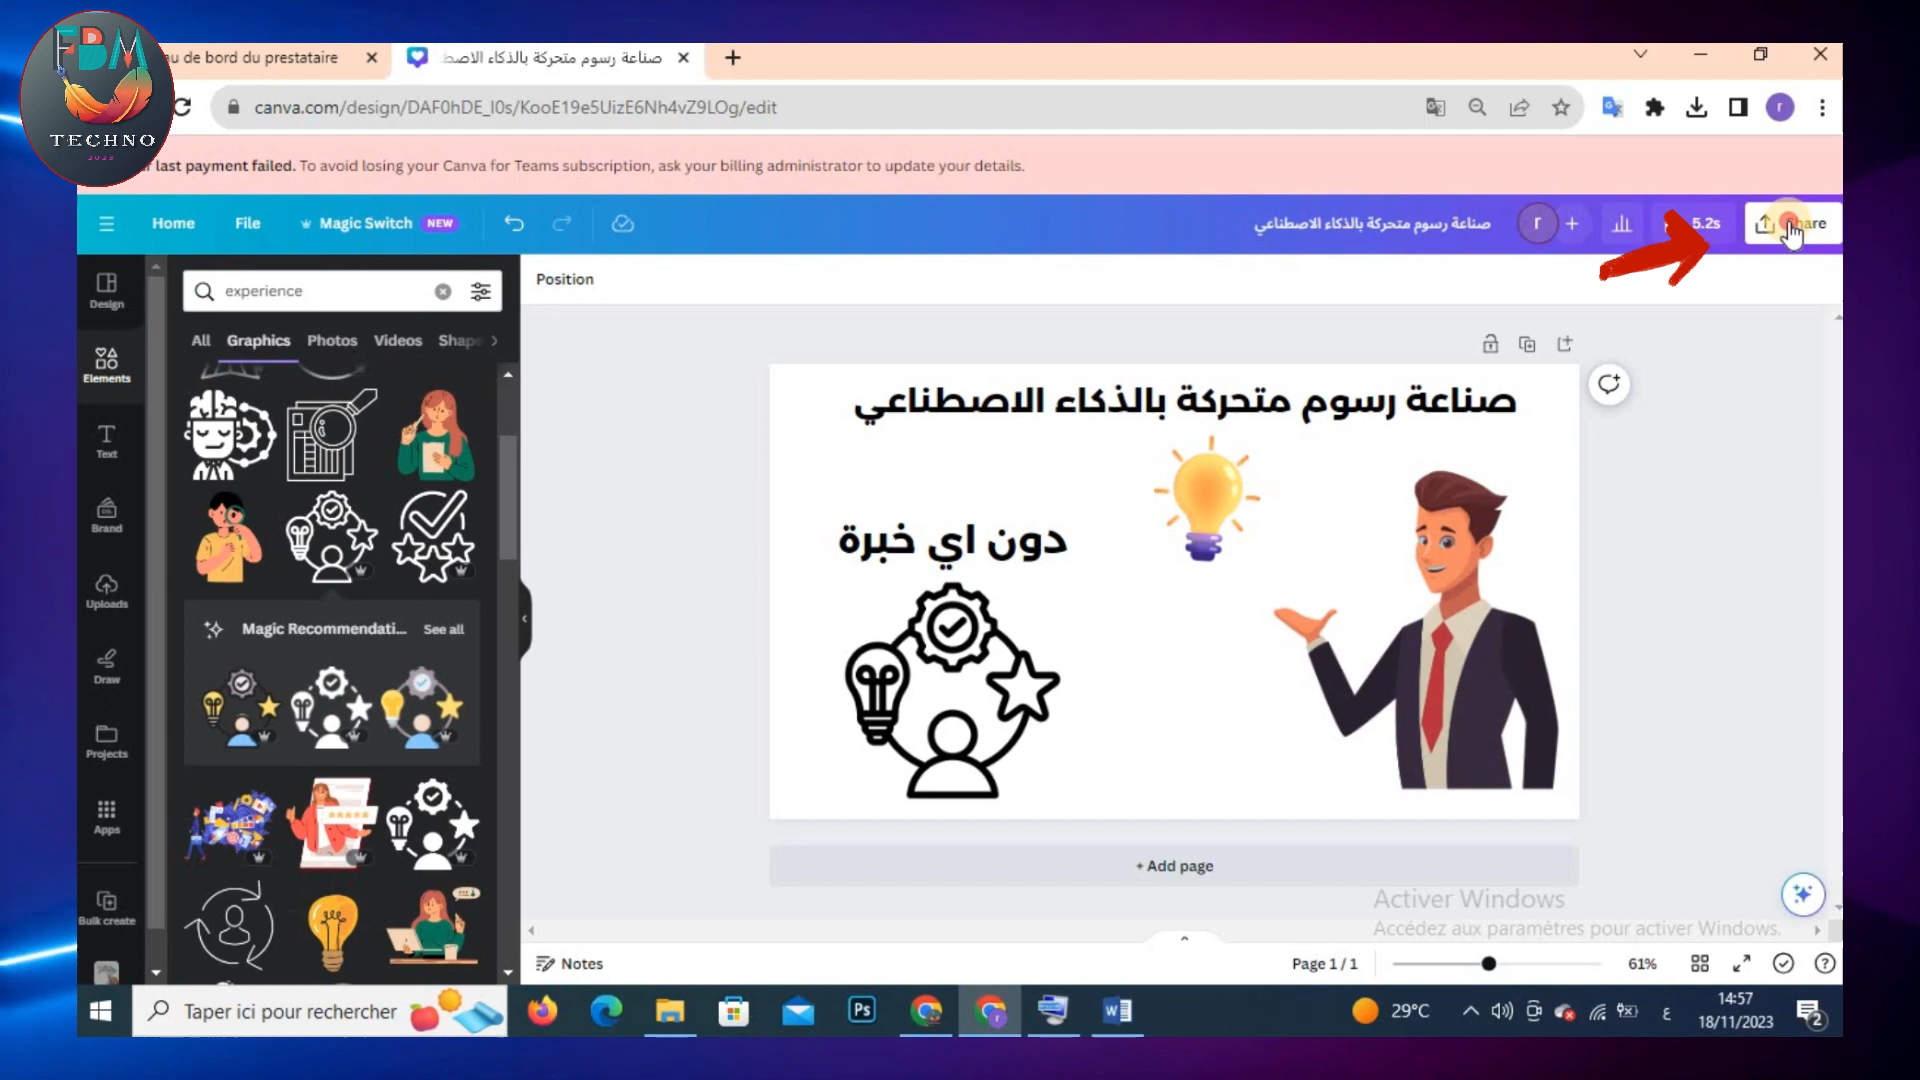 FBM
TECHNO
au de bord du prestataire
صناعة رسوم متحركة بالذكاء الاصط
canva.com/design/DAF0hDE_I0s/KooE19e5UizE6Nh4vZ9LOg/edit
last payment failed. To avoid losing your Canva for Teams subscription, ask your billing administrator to update your details.
Home
File
Magic Switch NEW
صناعة رسوم متحركة بالذكاء الاصطناعي
r
5.2s
Share
Design
Elements
Text
Brand
Uploads
Draw
Projects
Apps
Bulk create
experience
All Graphics Photos Videos Shape
Magic Recommendati... See all
Position
صناعة رسوم متحركة بالذكاء الاصطناعي
دون اي خبرة
+ Add page
Activer Windows
Accédez aux paramètres pour activer Windows.
Notes
Page 1 / 1
61%
Taper ici pour rechercher
Ps
29°C
ع
14:57
18/11/2023
2